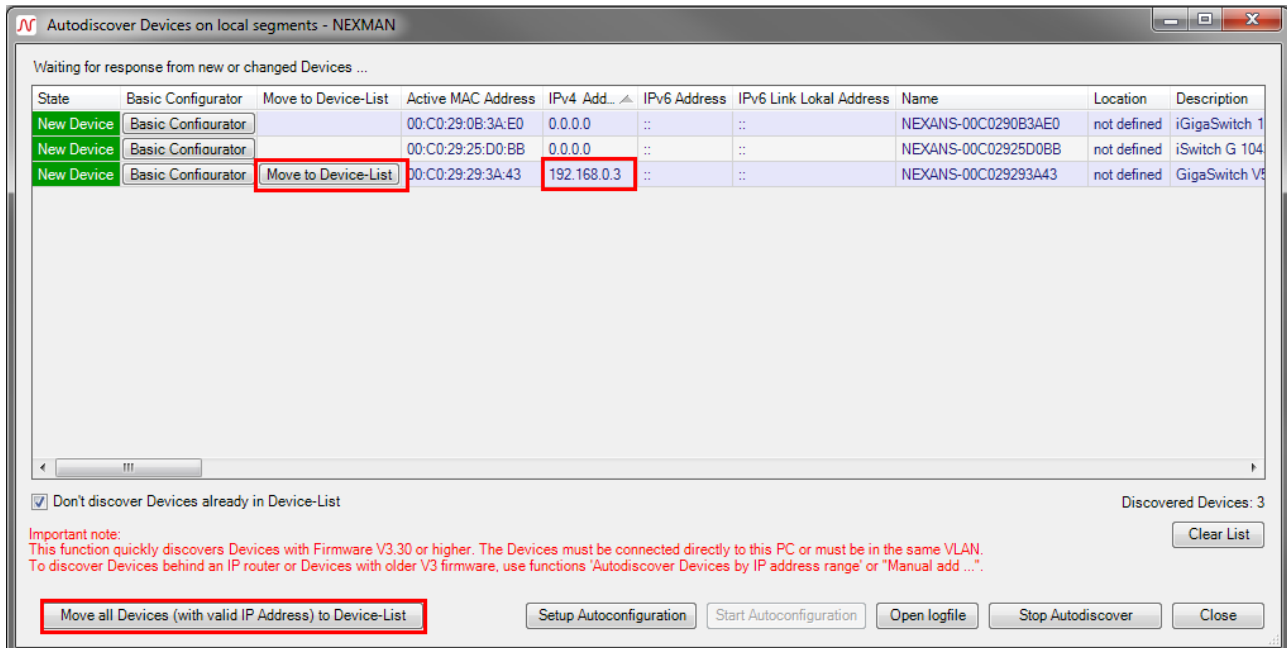 Autodiscover Devices on local segments - NEXMAN
Waiting for response from new or changed Devices ...
State Basic Configurator Move to Device-List Active MAC Address IPv4 Add... IPv6 Address IPv6 Link Lokal Address Name Location Description
New Device Basic Configurator 00:C0:29:0B:3A:E0 0.0.0.0 :: :: NEXANS-00C0290B3AE0 not defined iGigaSwitch 1
New Device Basic Configurator 00:C0:29:25:D0:BB 0.0.0.0 :: :: NEXANS-00C02925D0BB not defined iSwitch G 104
New Device Basic Configurator Move to Device-List 00:C0:29:29:3A:43 192.168.0.3 :: :: NEXANS-00C029293A43 not defined GigaSwitch V5
Don't discover Devices already in Device-List Discovered Devices: 3
Important note: Clear List
This function quickly discovers Devices with Firmware V3.30 or higher. The Devices must be connected directly to this PC or must be in the same VLAN.
To discover Devices behind an IP router or Devices with older V3 firmware, use functions 'Autodiscover Devices by IP address range' or "Manual add ...".
Move all Devices (with valid IP Address) to Device-List Setup Autoconfiguration Start Autoconfiguration Open logfile Stop Autodiscover Close